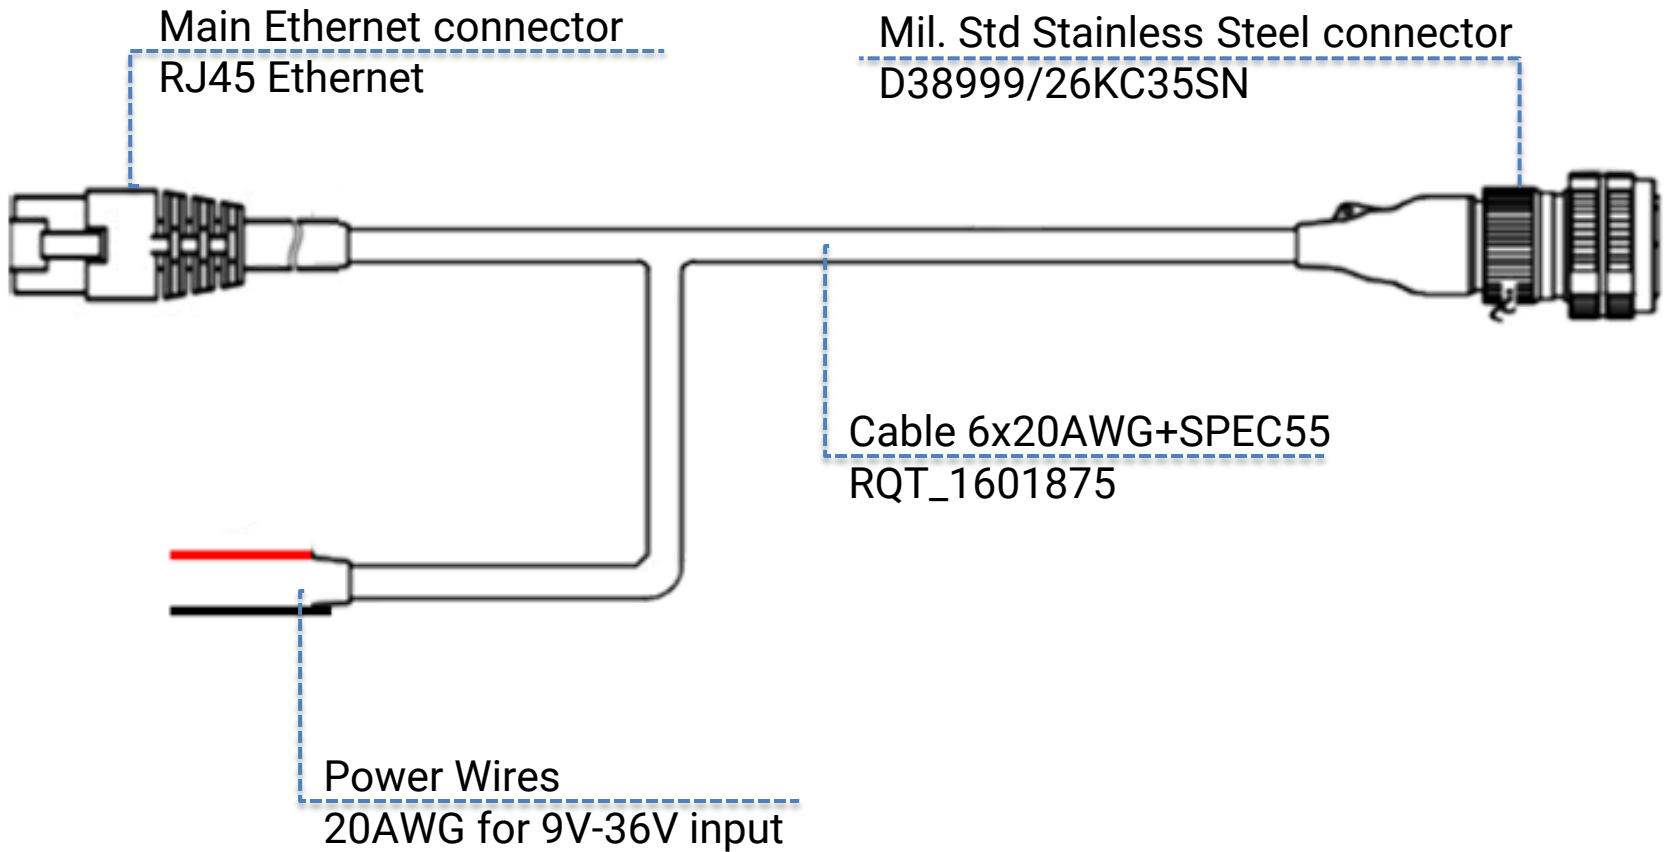 Main Ethernet connector
RJ45 Ethernet
Mil. Std Stainless Steel connector
D38999/26KC35SN
Cable 6x20AWG+SPEC55
RQT_1601875
Power Wires
20AWG for 9V-36V input